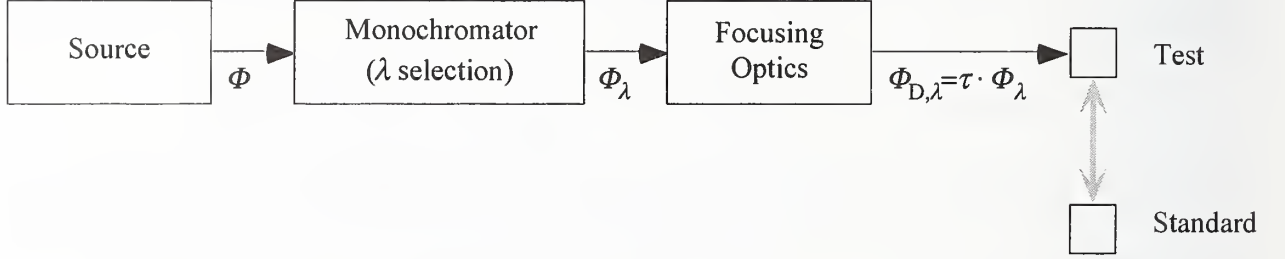 Source
Φ
Monochromator
(λ selection)
Φλ
Focusing
Optics
ΦD,λ=τ· Φλ
Test
Standard